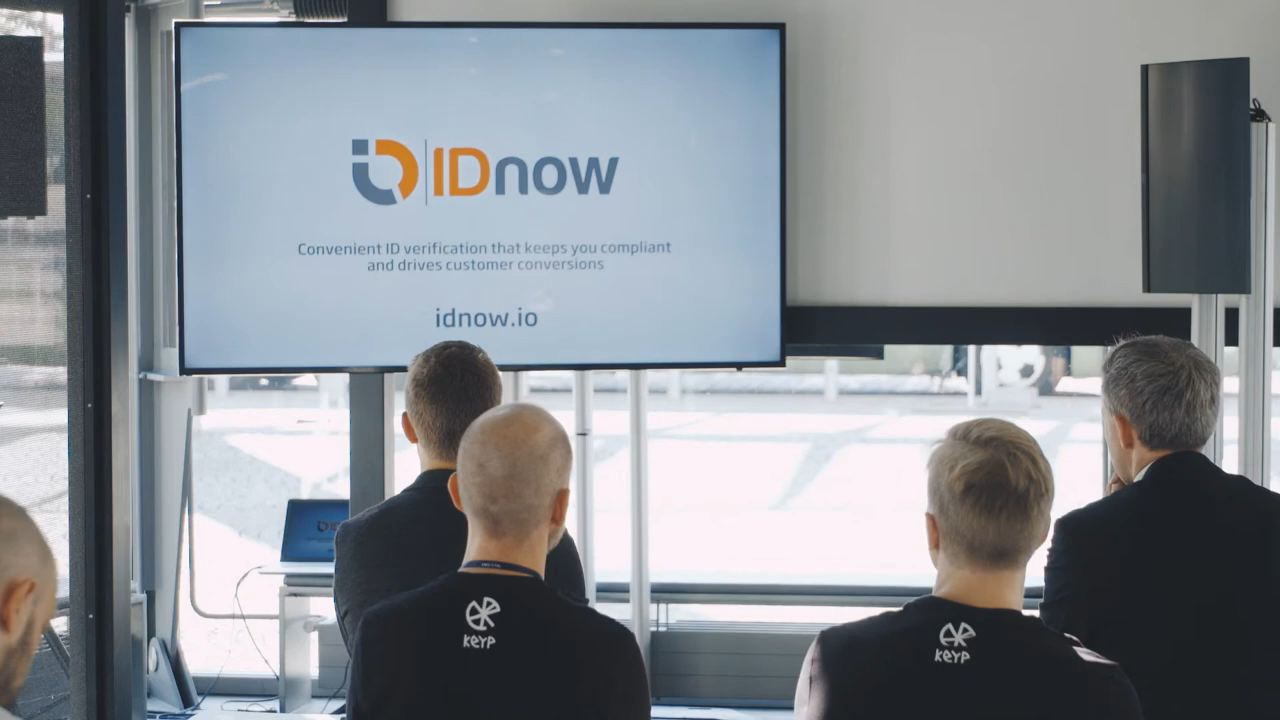 IDnow
Convenient ID verification that keeps you compliant
and drives customer conversions
idnow.io
KEYP
KEYP